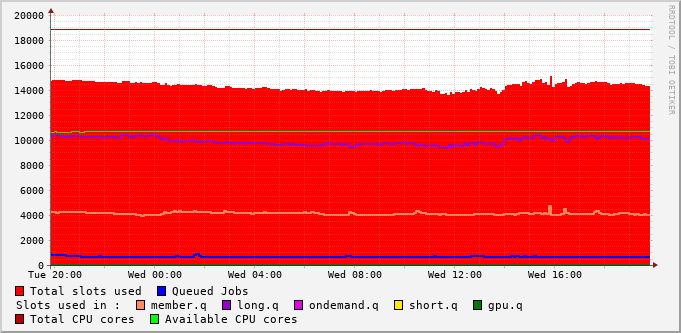 20000
18000
16000
14000
12000
10000
8000
6000
4000
2000
0
Tue 20:00 Wed 00:00 Wed 04:00 Wed 08:00 Wed 12:00 Wed 16:00
RRDTOOL / TOBI OETIKER
Total slots used Queued Jobs
Slots used in : member.q long.q ondemand.q short.q gpu.q
Total CPU cores Available CPU cores